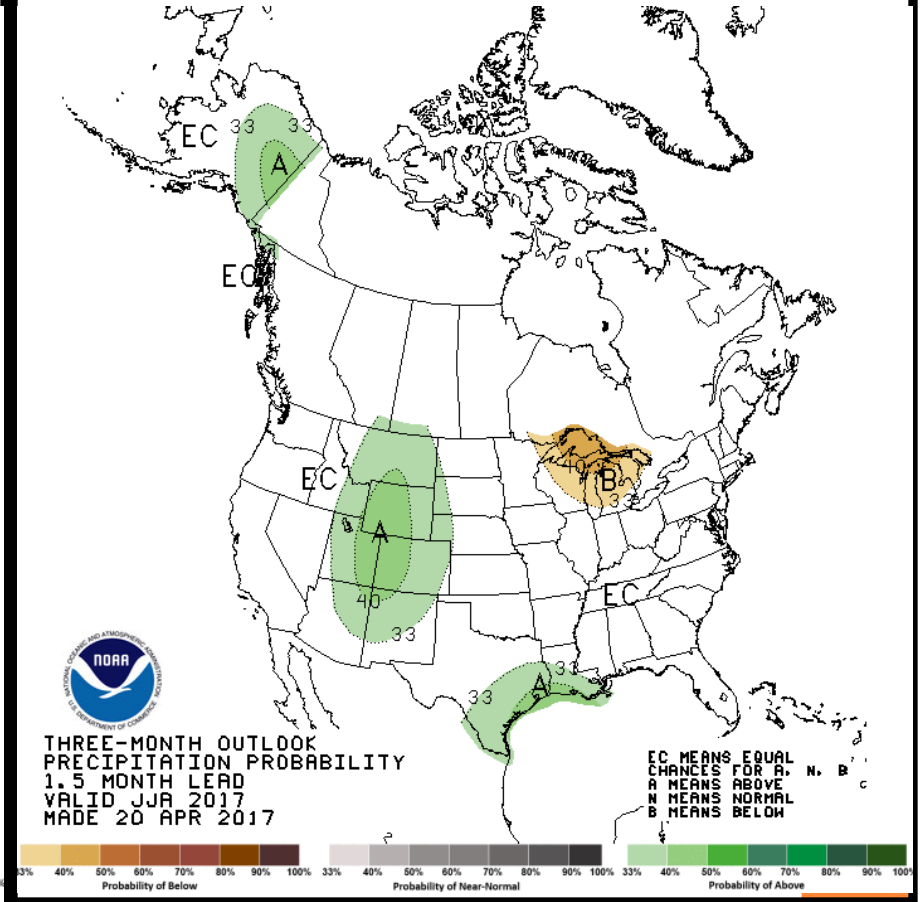 EC 33 33
A
EC
EC
A
40
33
40
B
33
EC
33
A
33
NATIONAL OCEANIC AND ATMOSPHERIC ADMINISTRATION
NOAA
U.S. DEPARTMENT OF COMMERCE
THREE-MONTH OUTLOOK
PRECIPITATION PROBABILITY
1.5 MONTH LEAD
VALID JJA 2017
MADE 20 APR 2017
EC MEANS EQUAL
CHANCES FOR A, N, B
A MEANS ABOVE
N MEANS NORMAL
B MEANS BELOW
33% 40% 50% 60% 70% 80% 90% 100%
Probability of Below
33% 40% 50% 60% 70% 80% 90% 100%
Probability of Near-Normal
33% 40% 50% 60% 70% 80% 90% 100%
Probability of Above